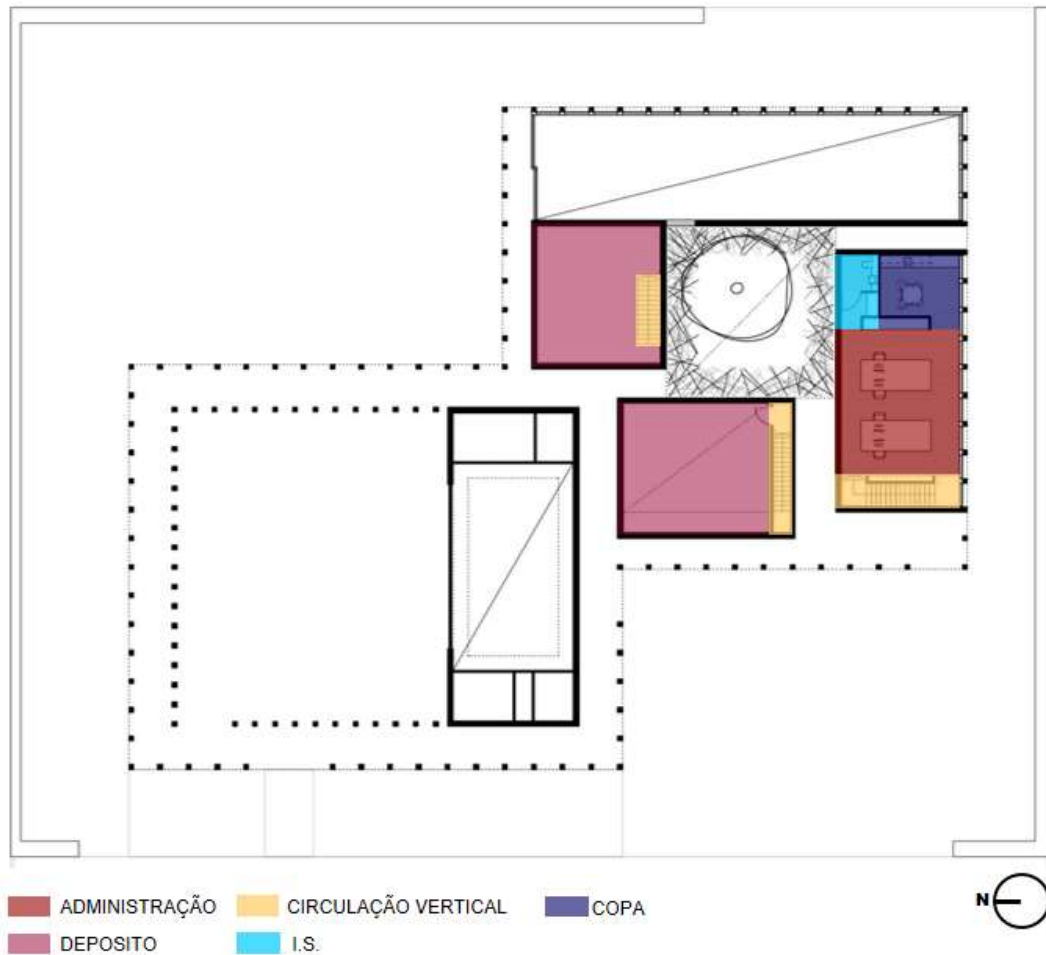 N
ADMINISTRAÇÃO CIRCULAÇÃO VERTICAL COPA
DEPOSITO I.S.